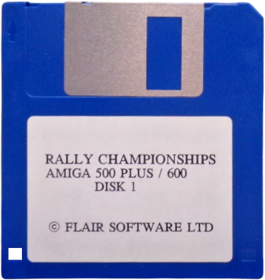 RALLY CHAMPIONSHIPS
AMIGA 500 PLUS / 600
DISK 1
© FLAIR SOFTWARE LTD